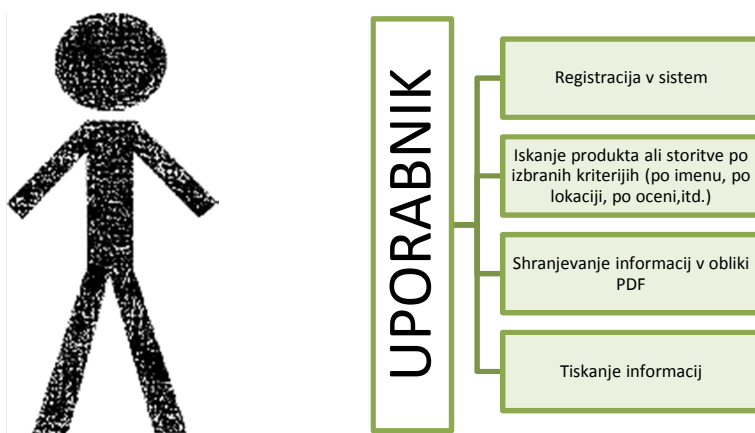 UPORABNIK
Registracija v sistem
Iskanje produkta ali storitve po
izbranih kriterijih (po imenu, po
lokaciji, po oceni,itd.)
Shranjevanje informacij v obliki
PDF
Tiskanje informacij